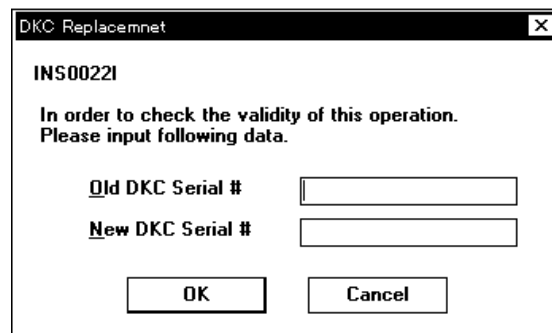 DKC Replacemnet
INS0022I
In order to check the validity of this operation.
Please input following data.
Old DKC Serial #
New DKC Serial #
OK Cancel